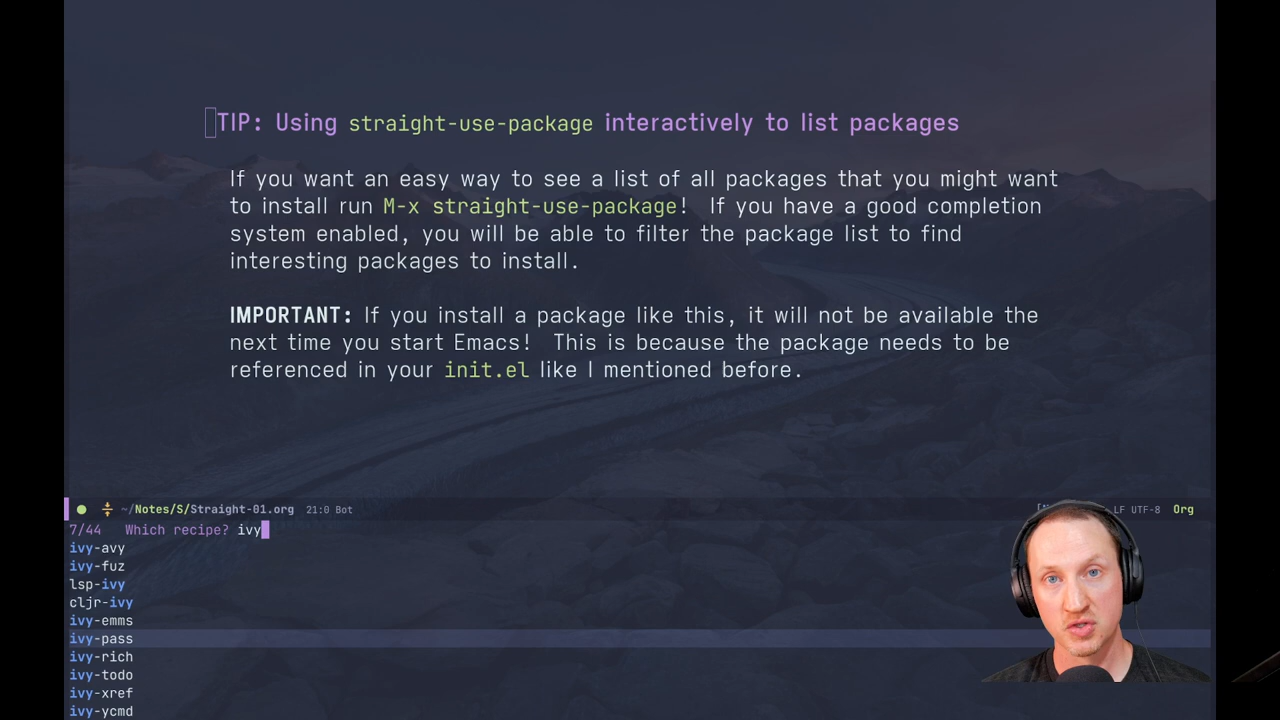 TIP: Using straight-use-package interactively to list packages
If you want an easy way to see a list of all packages that you might want
to install run M-x straight-use-package!  If you have a good completion
system enabled, you will be able to filter the package list to find
interesting packages to install.
IMPORTANT: If you install a package like this, it will not be available the
next time you start Emacs!  This is because the package needs to be
referenced in your init.el like I mentioned before.
~/Notes/S/Straight-01.org 21:0 Bot LF UTF-8 Org
7/44 Which recipe? ivy
ivy-avy
ivy-fuz
lsp-ivy
cljr-ivy
ivy-emms
ivy-pass
ivy-rich
ivy-todo
ivy-xref
ivy-ycmd